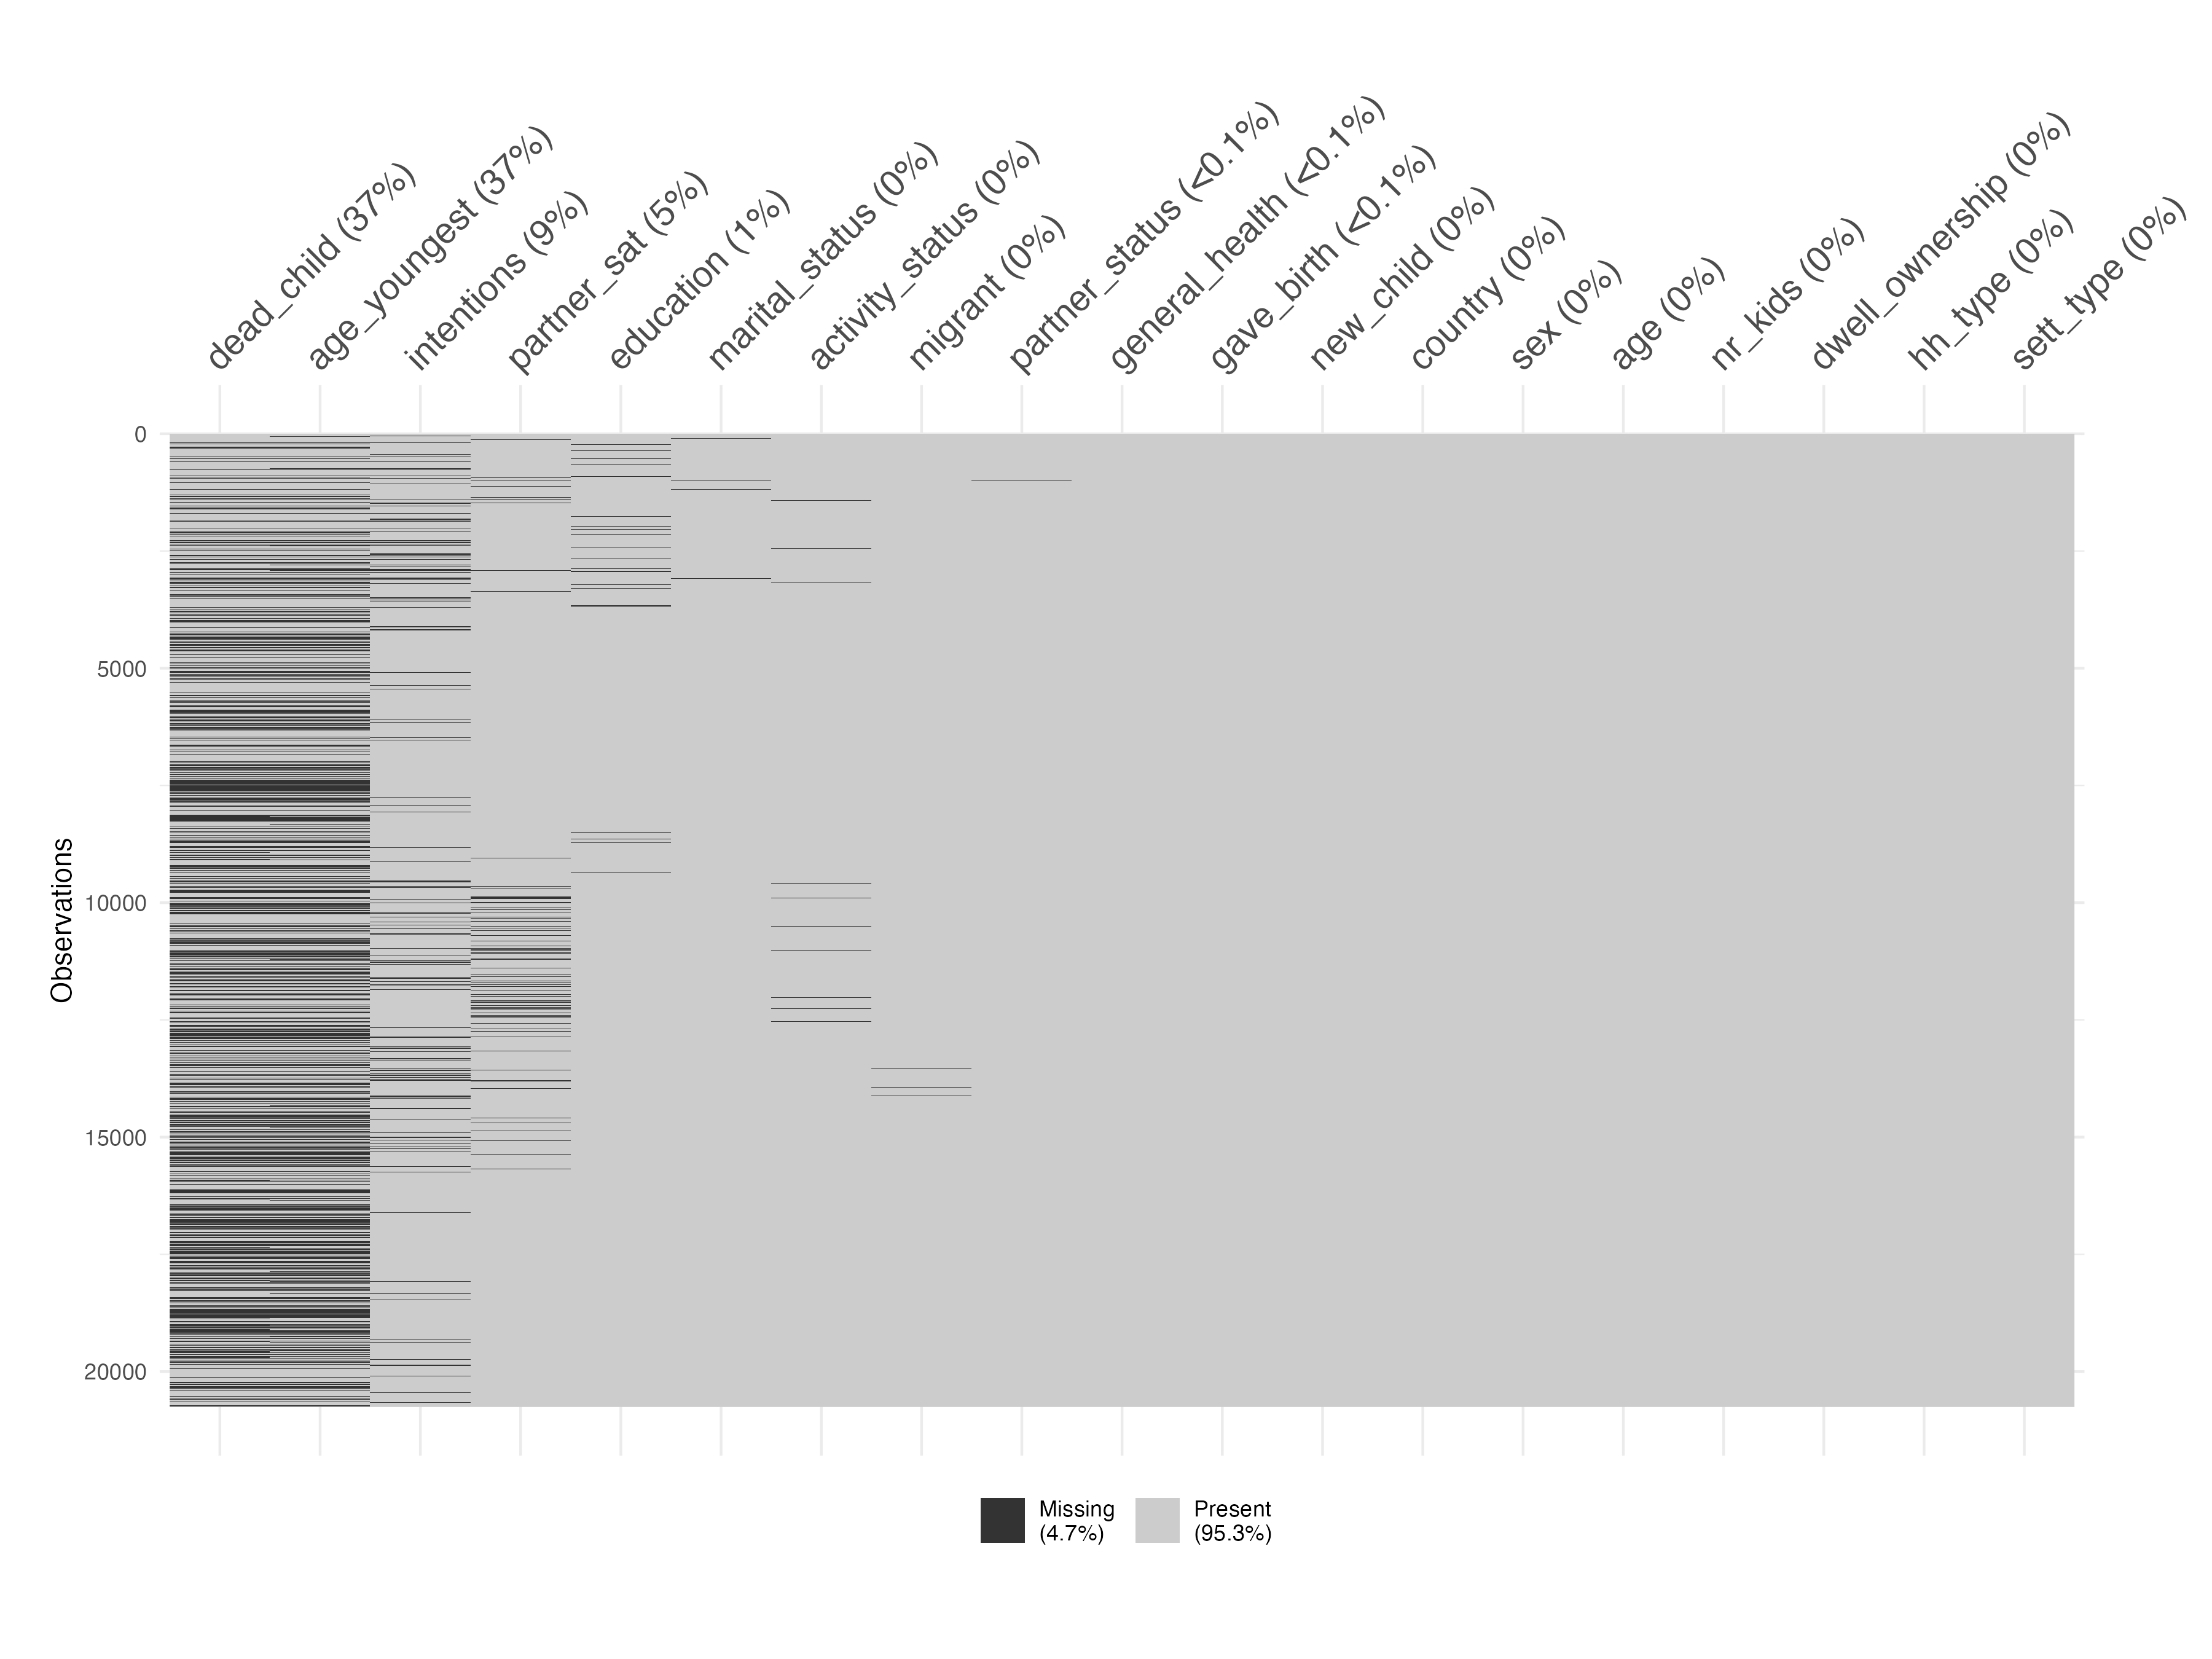 dead_child (37%)
age_youngest (37%)
intentions (9%)
partner_sat (5%)
education (1%)
marital_status (0%)
activity_status (0%)
migrant (0%)
partner_status (<0.1%)
general_health (<0.1%)
gave_birth (<0.1%)
new_child (0%)
country (0%)
sex (0%)
age (0%)
nr_kids (0%)
dwell_ownership (0%)
hh_type (0%)
sett_type (0%)
0
5000
10000
15000
20000
Observations
Missing
(4.7%)
Present
(95.3%)